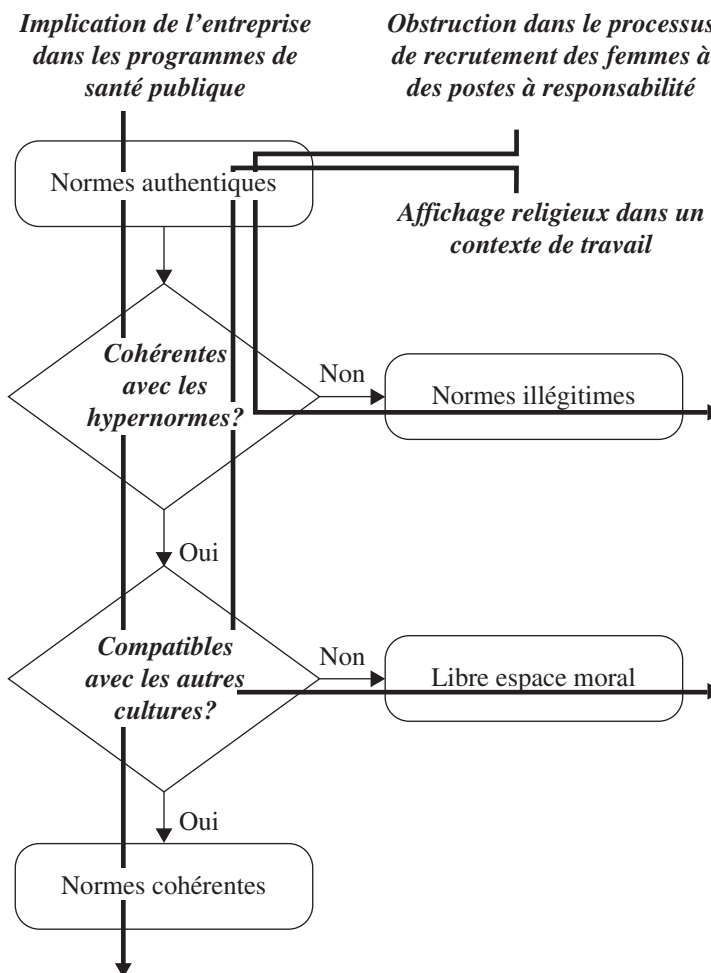 Implication de l'entreprise
dans les programmes de
santé publique
Obstruction dans le processus
de recrutement des femmes à
des postes à responsabilité
Normes authentiques
Affichage religieux dans un
contexte de travail
Cohérentes
avec les
hypernormes?
Non
Normes illégitimes
Oui
Compatibles
avec les autres
cultures?
Non
Libre espace moral
Oui
Normes cohérentes